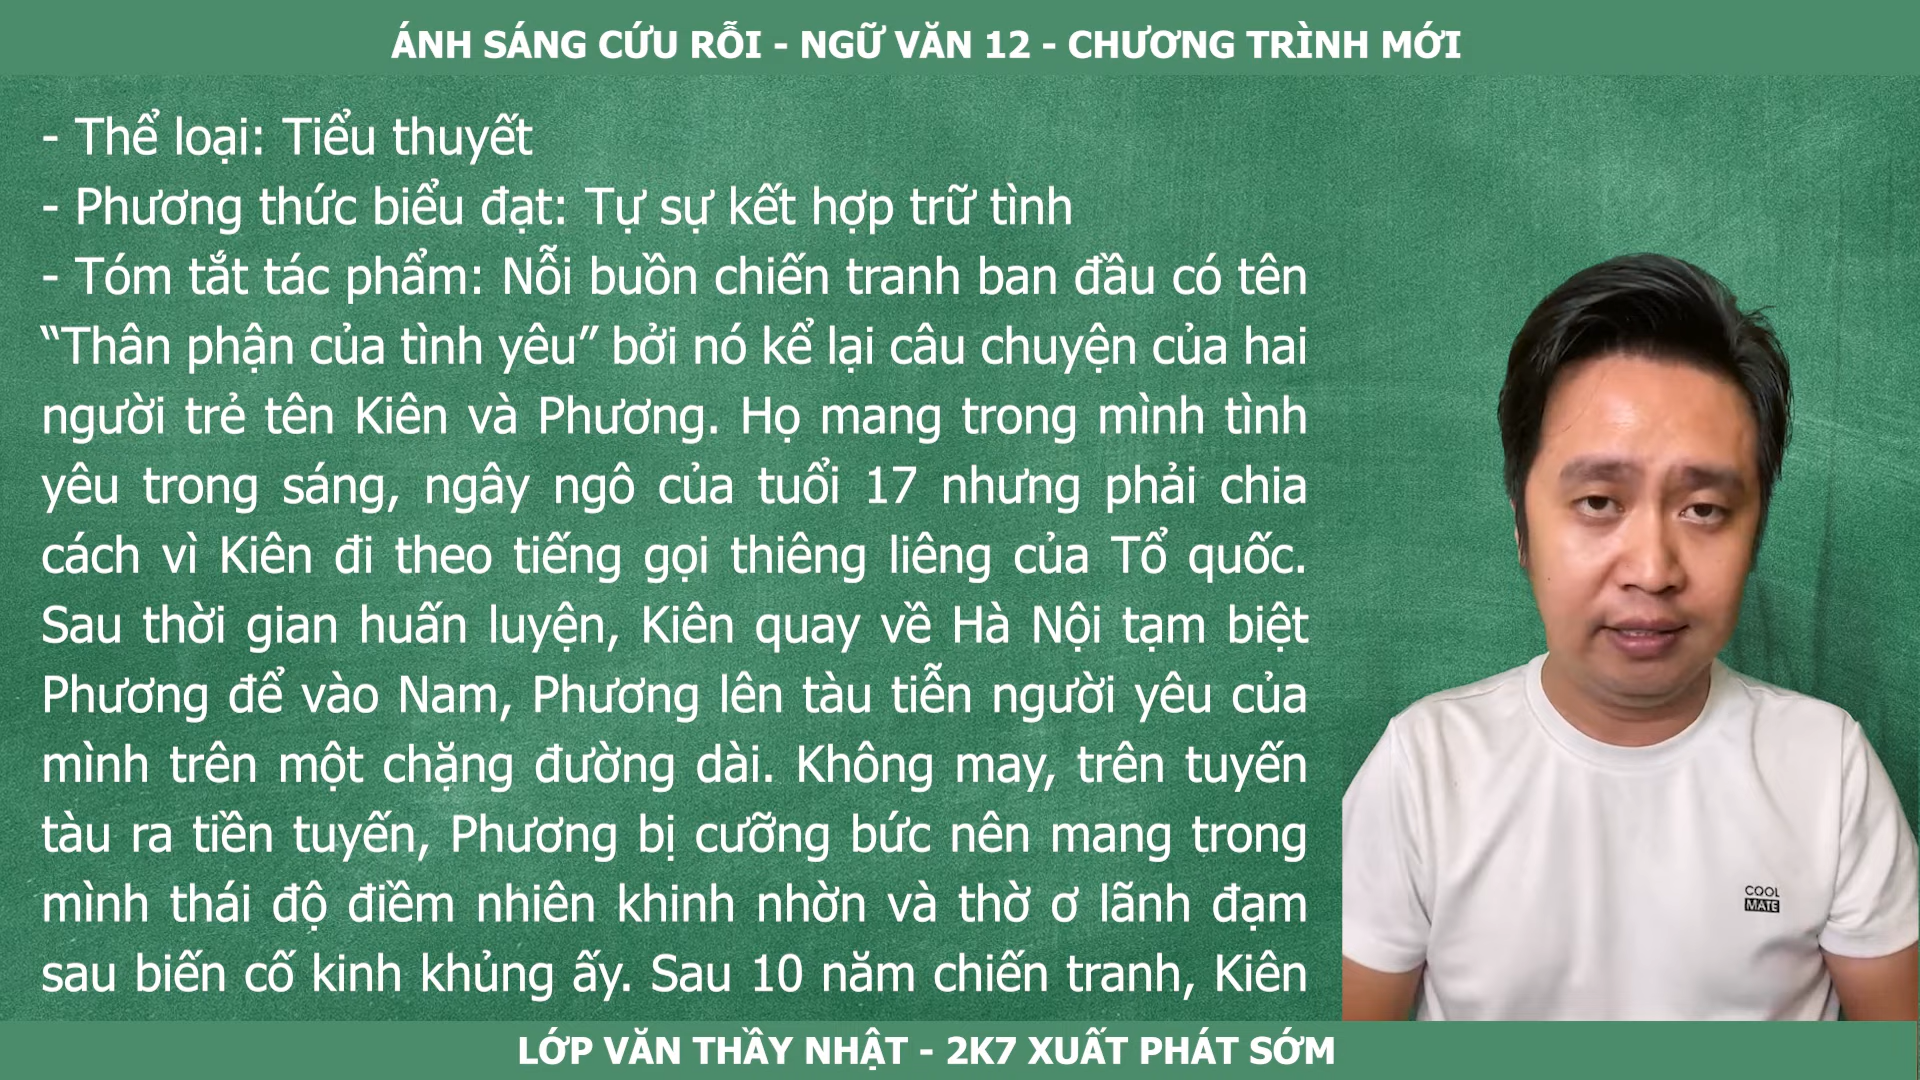 ÁNH SÁNG CỨU RỖI - NGỮ VĂN 12 - CHƯƠNG TRÌNH MỚI
- Thể loại: Tiểu thuyết
- Phương thức biểu đạt: Tự sự kết hợp trữ tình
- Tóm tắt tác phẩm: Nỗi buồn chiến tranh ban đầu có tên
“Thân phận của tình yêu” bởi nó kể lại câu chuyện của hai
người trẻ tên Kiên và Phương. Họ mang trong mình tình
yêu trong sáng, ngây ngô của tuổi 17 nhưng phải chia
cách vì Kiên đi theo tiếng gọi thiêng liêng của Tổ quốc.
Sau thời gian huấn luyện, Kiên quay về Hà Nội tạm biệt
Phương để vào Nam, Phương lên tàu tiễn người yêu của
mình trên một chặng đường dài. Không may, trên tuyến
tàu ra tiền tuyến, Phương bị cưỡng bức nên mang trong
mình thái độ điềm nhiên khinh nhờn và thờ ơ lãnh đạm
sau biến cố kinh khủng ấy. Sau 10 năm chiến tranh, Kiên
COOL
MATE
LỚP VĂN THẦY NHẬT - 2K7 XUẤT PHÁT SỚM